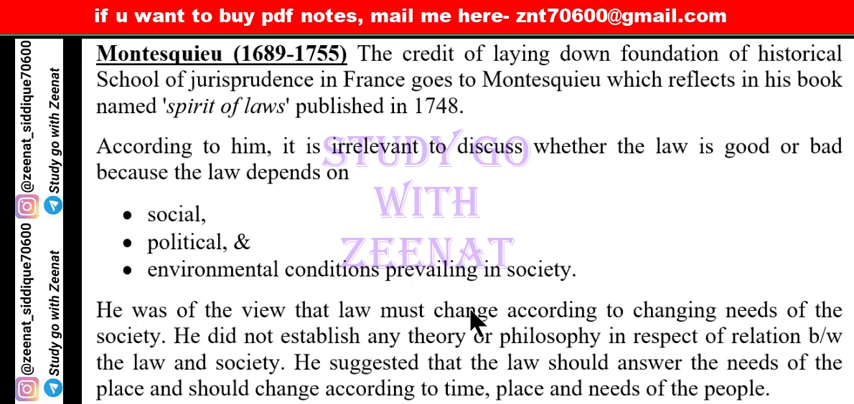 if u want to buy pdf notes, mail me here- znt70600@gmail.com
Montesquieu (1689-1755) The credit of laying down foundation of historical
School of jurisprudence in France goes to Montesquieu which reflects in his book
named 'spirit of laws' published in 1748.
According to him, it is irrelevant to discuss whether the law is good or bad
because the law depends on
• social,
• political, &
• environmental conditions prevailing in society.
He was of the view that law must change according to changing needs of the
society. He did not establish any theory or philosophy in respect of relation b/w
the law and society. He suggested that the law should answer the needs of the
place and should change according to time, place and needs of the people.
STUDY GO
WITH
ZEENAT
@zeenat_siddique70600
Study go with Zeenat
@zeenat_siddique70600
Study go with Zeenat